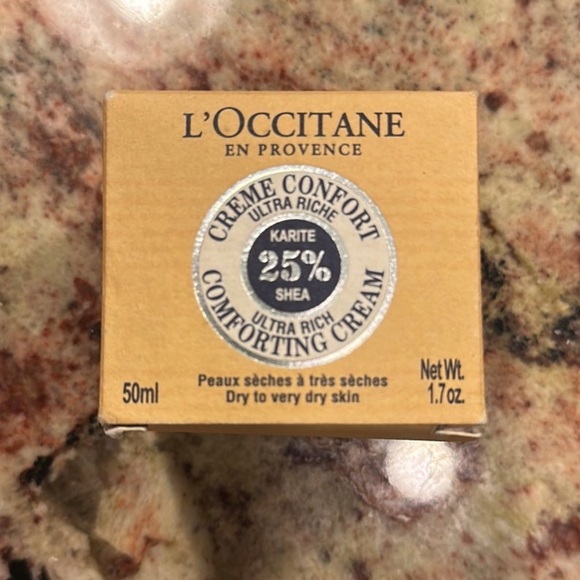 L'OCCITANE
EN PROVENCE
CREME CONFORT
ULTRA RICHE
KARITE
25%
SHEA
ULTRA RICH
COMFORTING CREAM
Peaux sèches à très sèches
Dry to very dry skin
50ml
Net Wt.
1.7 oz.